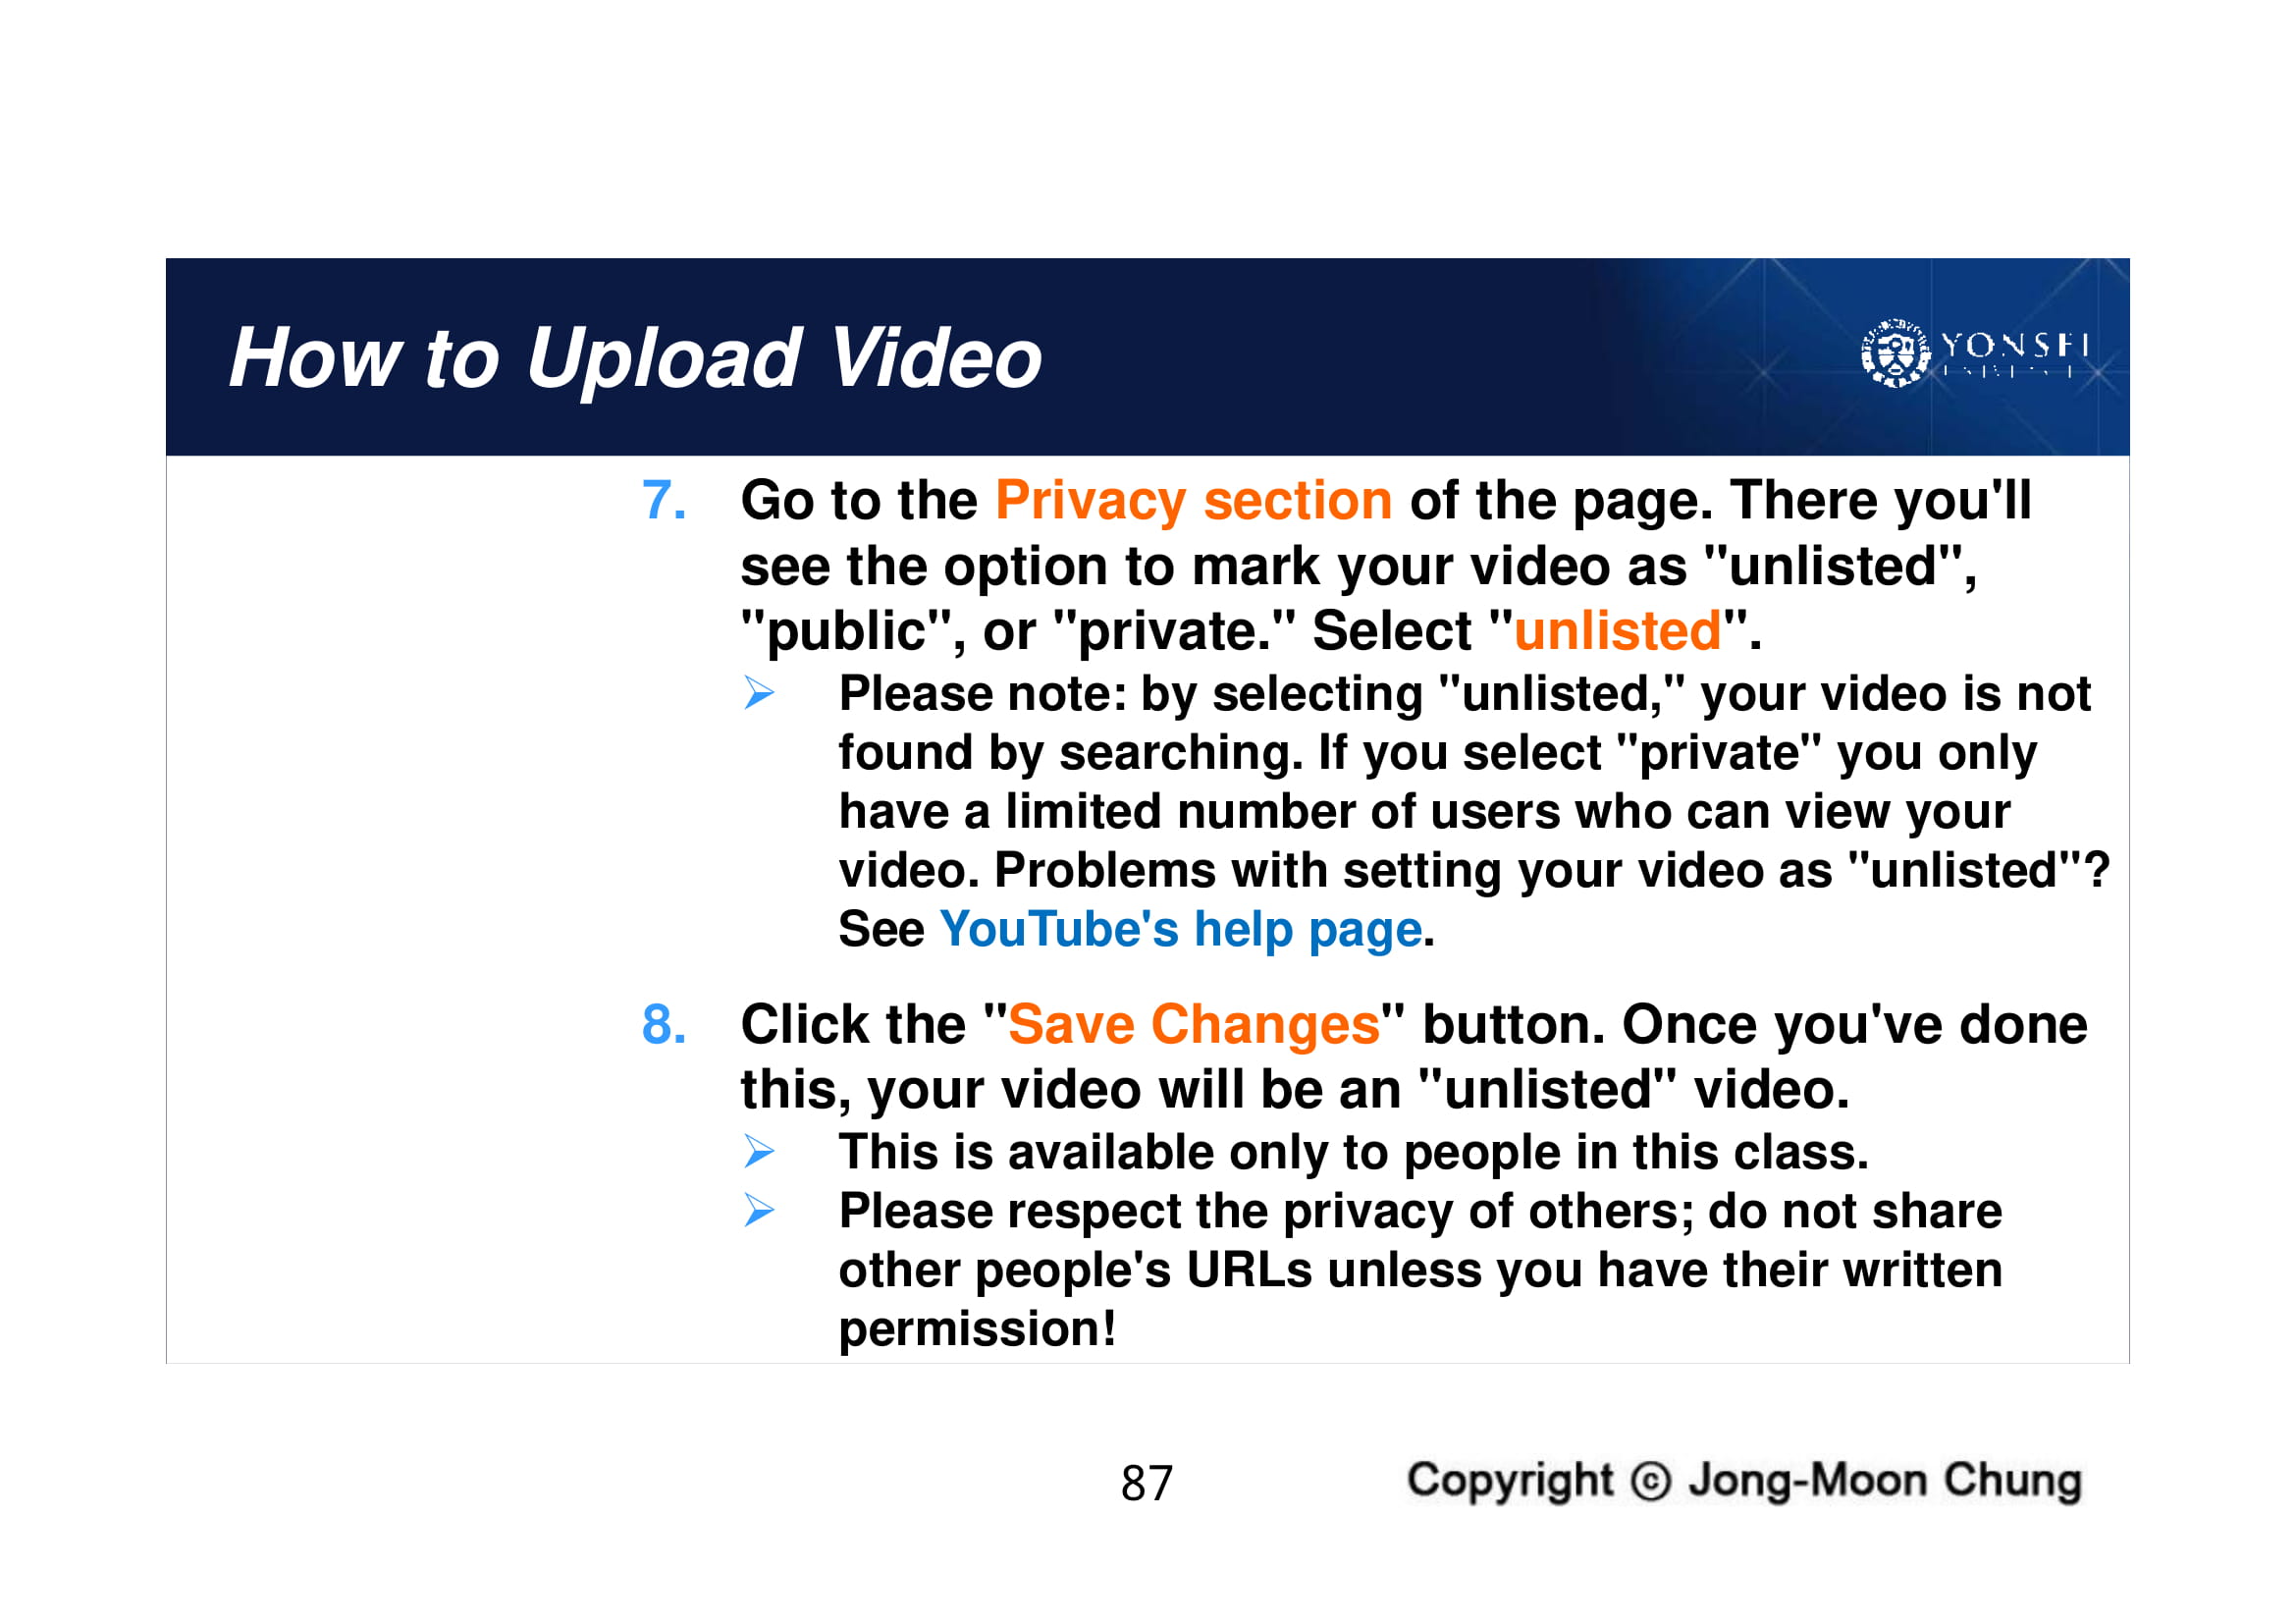 How to Upload Video
YONSEI
7. Go to the Privacy section of the page. There you'll
see the option to mark your video as "unlisted",
"public", or "private." Select "unlisted".
➢ Please note: by selecting "unlisted," your video is not
found by searching. If you select "private" you only
have a limited number of users who can view your
video. Problems with setting your video as "unlisted"?
See YouTube's help page.
8. Click the "Save Changes" button. Once you've done
this, your video will be an "unlisted" video.
➢ This is available only to people in this class.
➢ Please respect the privacy of others; do not share
other people's URLs unless you have their written
permission!
87
Copyright ⓒ Jong-Moon Chung